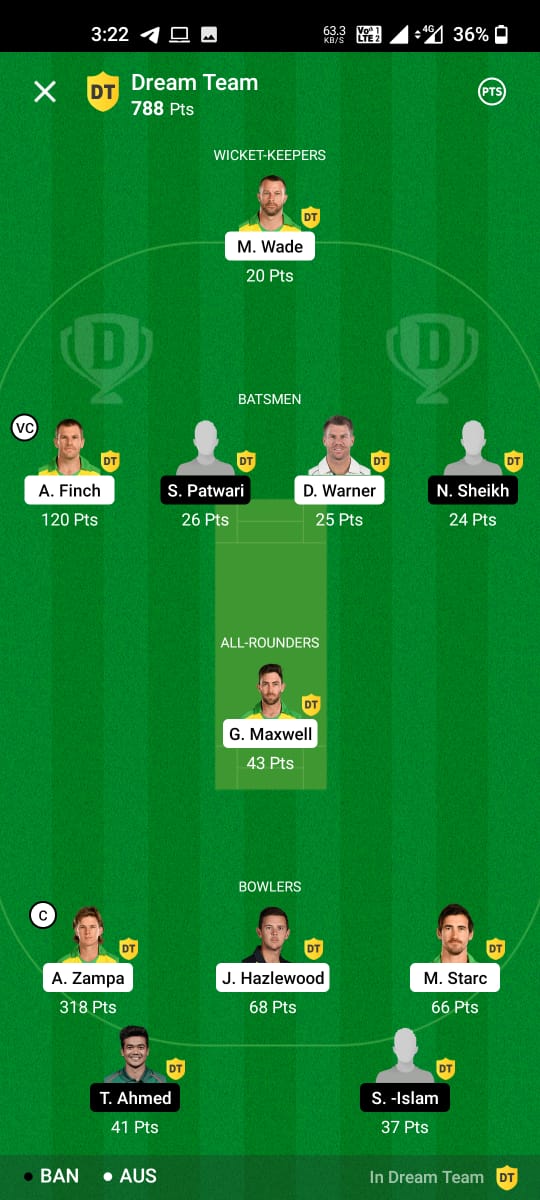 3:22 63.3 KB/S Vo) 1 LTE 2 4G 36%
DT Dream Team
788 Pts PTS
WICKET-KEEPERS
DT
M. Wade
20 Pts
D D
BATSMEN
VC DT DT DT DT
A. Finch S. Patwari D. Warner N. Sheikh
120 Pts 26 Pts 25 Pts 24 Pts
ALL-ROUNDERS
DT
G. Maxwell
43 Pts
BOWLERS
C DT DT DT
A. Zampa J. Hazlewood M. Starc
318 Pts 68 Pts 66 Pts
DT DT
T. Ahmed S. -Islam
41 Pts 37 Pts
BAN AUS In Dream Team DT